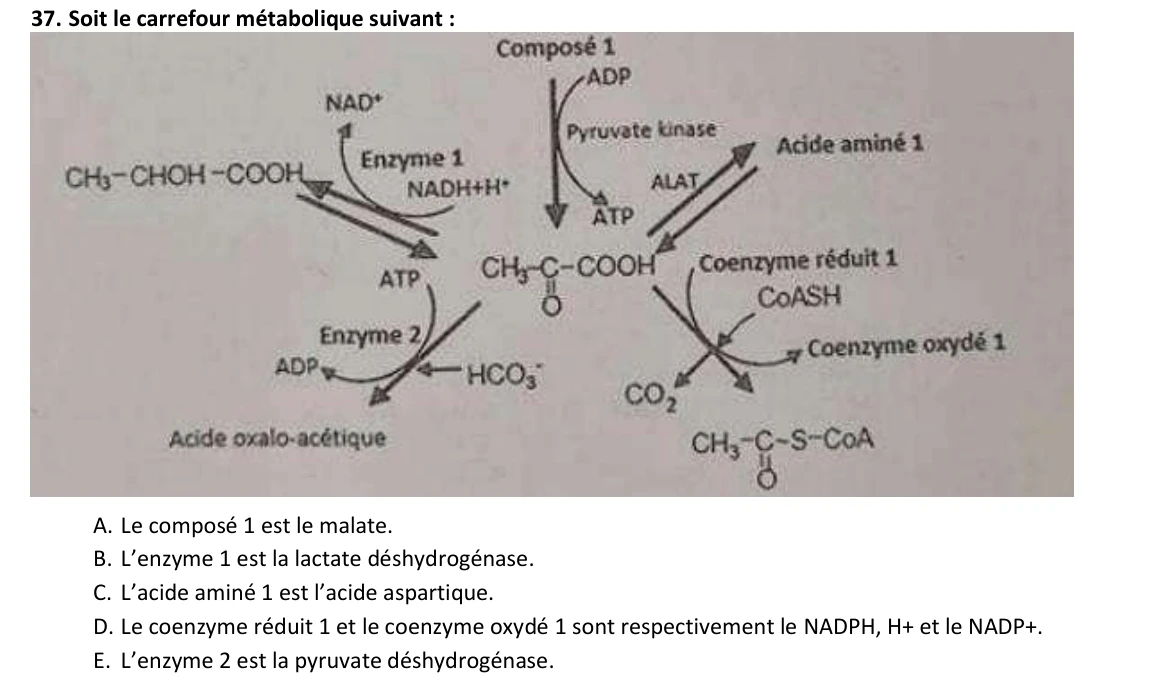 37. Soit le carrefour métabolique suivant :
Composé 1
ADP
NAD⁺
Pyruvate kinase
Acide aminé 1
Enzyme 1
CH₃-CHOH-COOH
NADH+H⁺
ALAT
ATP
CH₃-C-COOH
O
Coenzyme réduit 1
ATP
CoASH
Enzyme 2
Coenzyme oxydé 1
ADP
HCO₃⁻
CO₂
Acide oxalo-acétique
CH₃-C-S-CoA
O
A. Le composé 1 est le malate.
B. L’enzyme 1 est la lactate déshydrogénase.
C. L’acide aminé 1 est l’acide aspartique.
D. Le coenzyme réduit 1 et le coenzyme oxydé 1 sont respectivement le NADPH, H+ et le NADP+.
E. L’enzyme 2 est la pyruvate déshydrogénase.